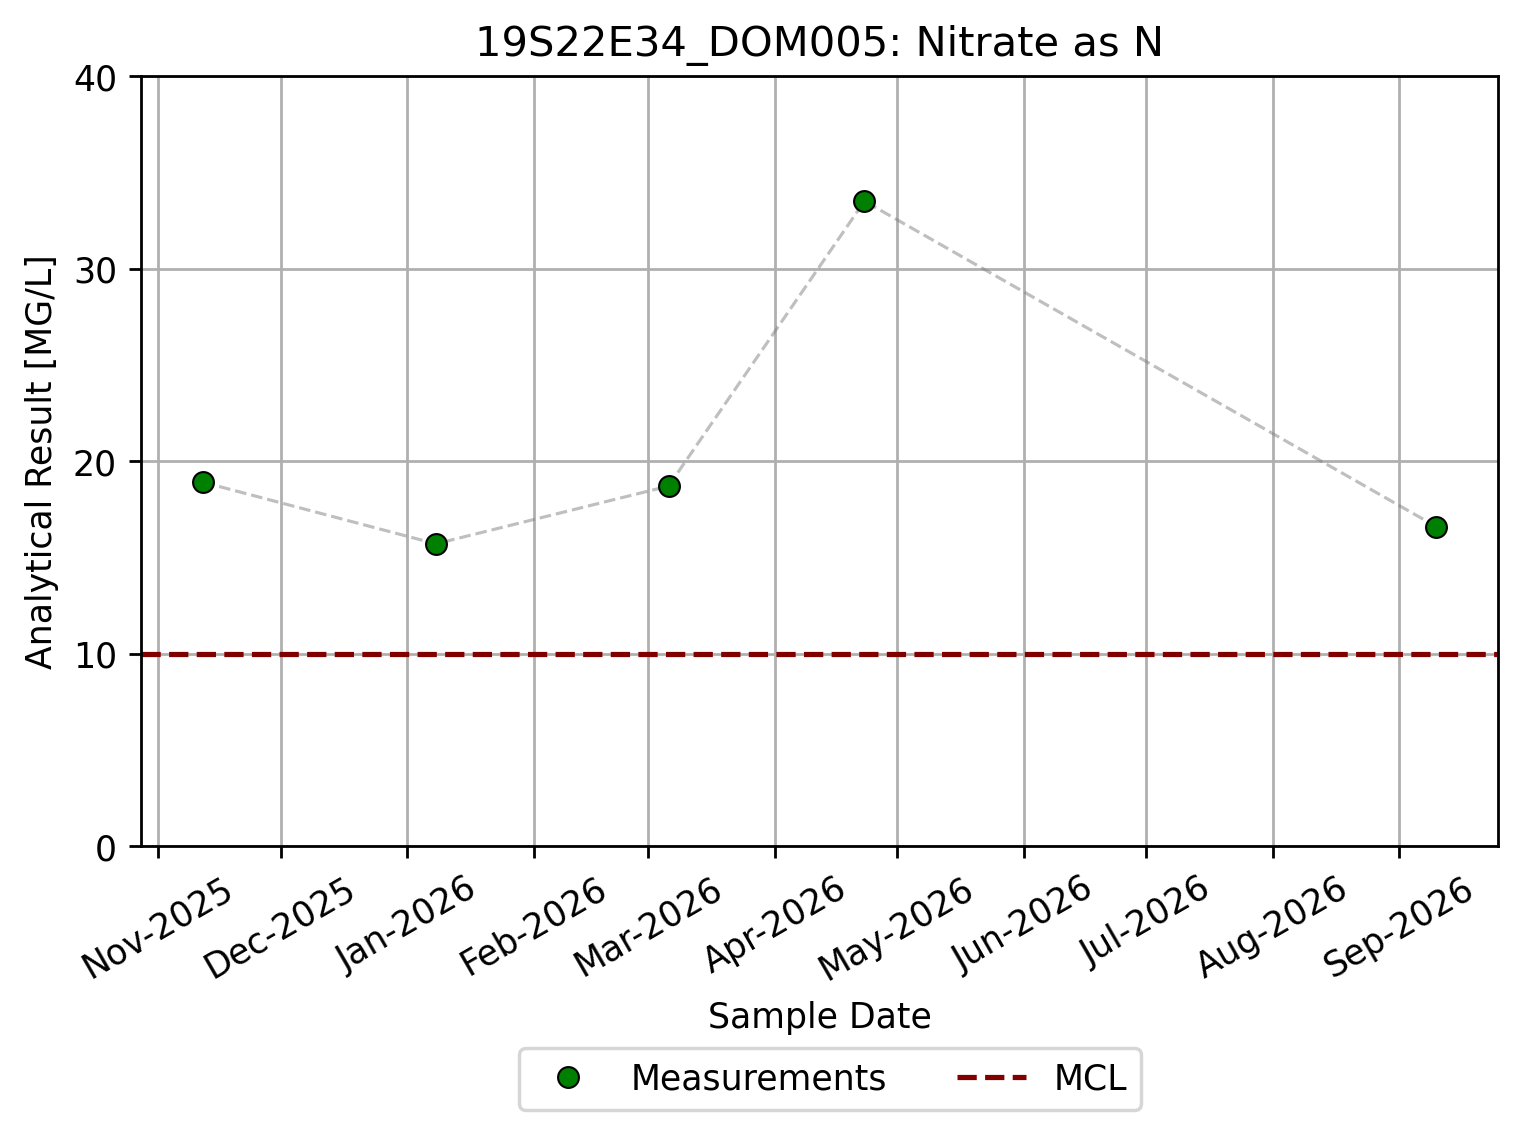 19S22E34_DOM005: Nitrate as N
Analytical Result [MG/L]
40
30
20
10
0
Nov-2025
Dec-2025
Jan-2026
Feb-2026
Mar-2026
Apr-2026
May-2026
Jun-2026
Jul-2026
Aug-2026
Sep-2026
Sample Date
Measurements
MCL